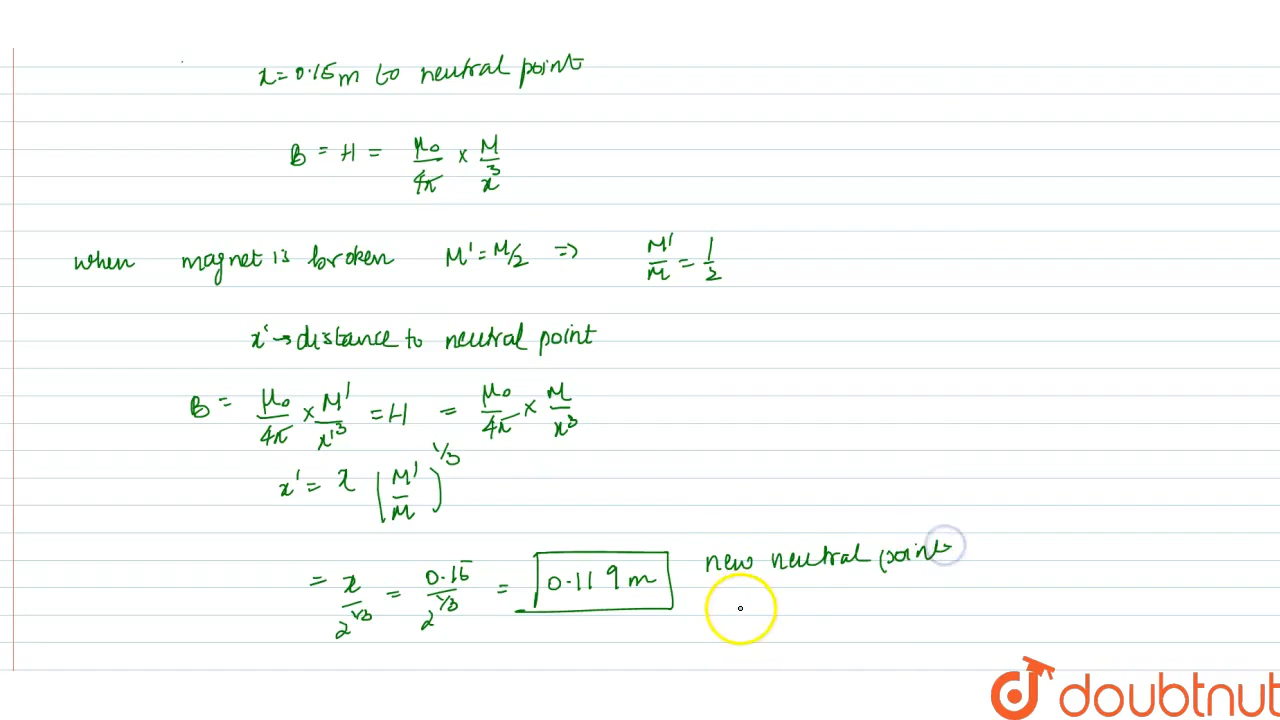 x = 0.15 m to neutral point
B = H = μ₀/4π × M/x³
when magnet is broken M' = M/2 => M'/M = 1/2
x' → distance to neutral point
B = μ₀/4π × M'/x'³ = H = μ₀/4π × M/x³
x' = x (M'/M)^1/3
= x/2^1/3 = 0.15/2^1/3 = 0.119 m new neutral point
doubtnut